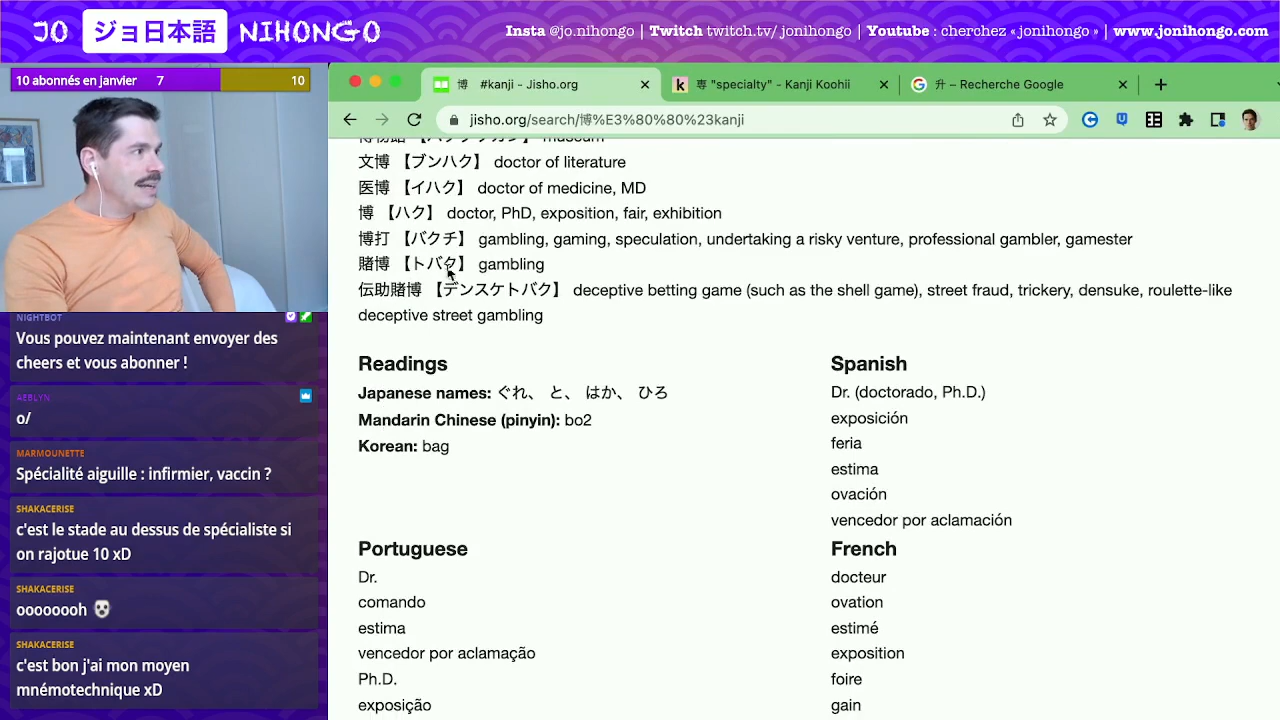 JO ジョ日本語 NIHONGO
Insta @jo.nihongo | Twitch twitch.tv/ jonihongo | Youtube : cherchez « jonihongo » | www.jonihongo.com
10 abonnés en janvier 7 10
NIGHTBOT
Vous pouvez maintenant envoyer des
cheers et vous abonner !
AEBLYN
o/
MARMOUNETTE
Spécialité aiguille : infirmier, vaccin ?
SHAKACERISE
c'est le stade au dessus de spécialiste si
on rajotue 10 xD
SHAKACERISE
oooooooh
SHAKACERISE
c'est bon j'ai mon moyen
mnémotechnique xD
博 #kanji - Jisho.org
専 "specialty" - Kanji Koohii
升 – Recherche Google
jisho.org/search/博%E3%80%80%23kanji
文博 【ブンハク】 doctor of literature
医博 【イハク】 doctor of medicine, MD
博 【ハク】 doctor, PhD, exposition, fair, exhibition
博打 【バクチ】 gambling, gaming, speculation, undertaking a risky venture, professional gambler, gamester
賭博 【トバク】 gambling
伝助賭博 【デンスケトバク】 deceptive betting game (such as the shell game), street fraud, trickery, densuke, roulette-like
deceptive street gambling
Readings
Japanese names: ぐれ、 と、 はか、 ひろ
Mandarin Chinese (pinyin): bo2
Korean: bag
Spanish
Dr. (doctorado, Ph.D.)
exposición
feria
estima
ovación
vencedor por aclamación
Portuguese
Dr.
comando
estima
vencedor por aclamação
Ph.D.
exposição
French
docteur
ovation
estimé
exposition
foire
gain